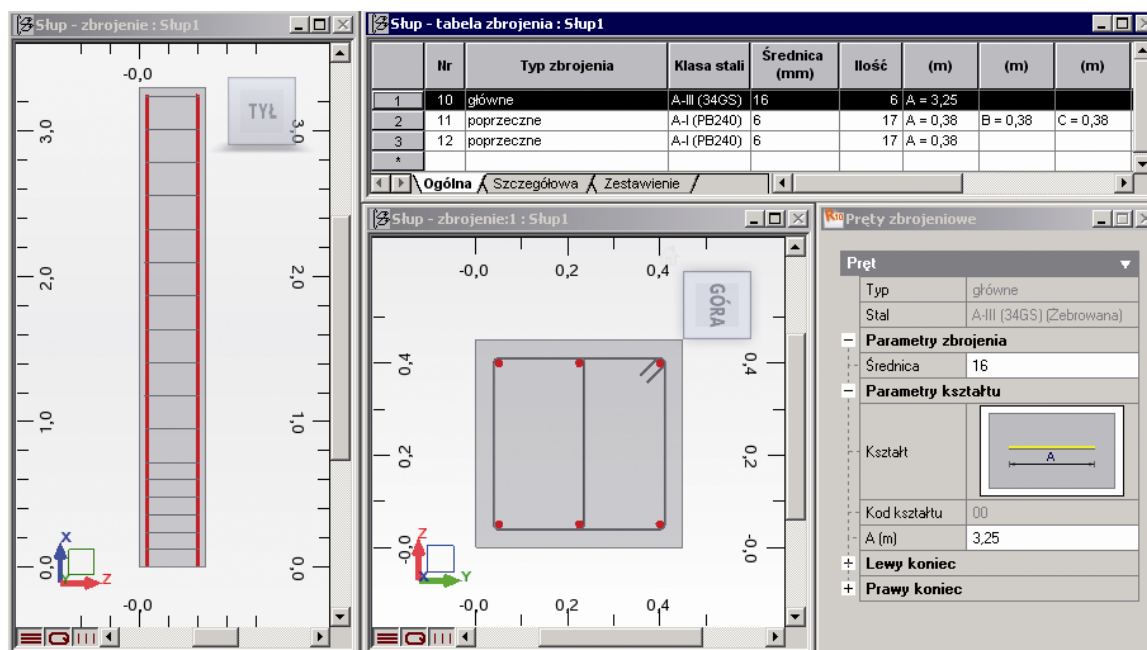 Słup - zbrojenie : Słup1
-0,0
TYŁ
3,0
3,0
2,0
2,0
1,0
1,0
X
Y
Z
0,0
0,0
-0,0
Słup - tabela zbrojenia : Słup1
Nr Typ zbrojenia Klasa stali Średnica (mm) Ilość (m) (m) (m)
1 10 główne A-III (34GS) 16 6 A = 3,25
2 11 poprzeczne A-I (PB240) 6 17 A = 0,38 B = 0,38 C = 0,38
3 12 poprzeczne A-I (PB240) 6 17 A = 0,38
*
Ogólna Szczegółowa Zestawienie
Słup - zbrojenie:1 : Słup1
-0,0 0,2 0,4
GÓRA
0,4
0,4
0,2
0,2
-0,0
-0,0
Z
X
Y
-0,0 0,2 0,4
R10 Pręty zbrojeniowe
Pręt
Typ główne
Stal A-III (34GS) (Żebrowana)
Parametry zbrojenia
Średnica 16
Parametry kształtu
Kształt A
Kod kształtu 00
A (m) 3,25
Lewy koniec
Prawy koniec